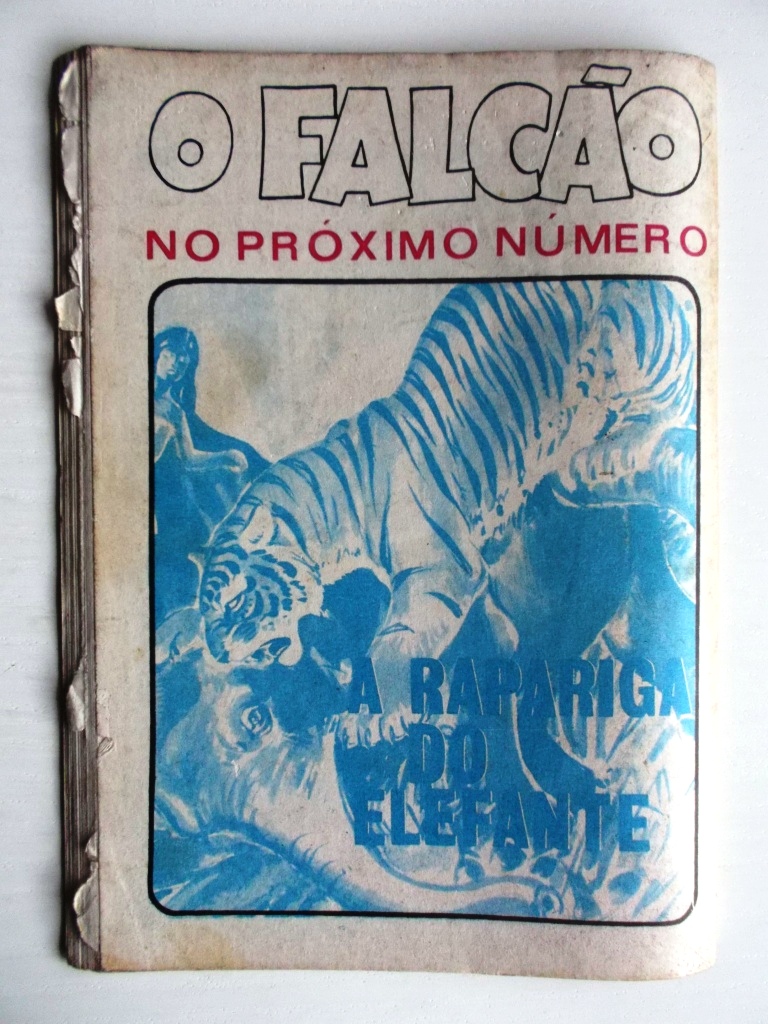 O FALCÃO
NO PRÓXIMO NÚMERO
A RAPARIGA
DO
ELEFANTE